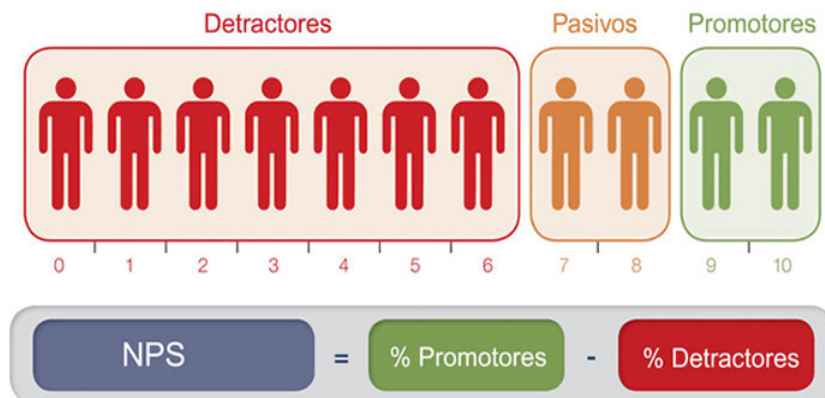 Detractores Pasivos Promotores
0 1 2 3 4 5 6 7 8 9 10
NPS = % Promotores - % Detractores